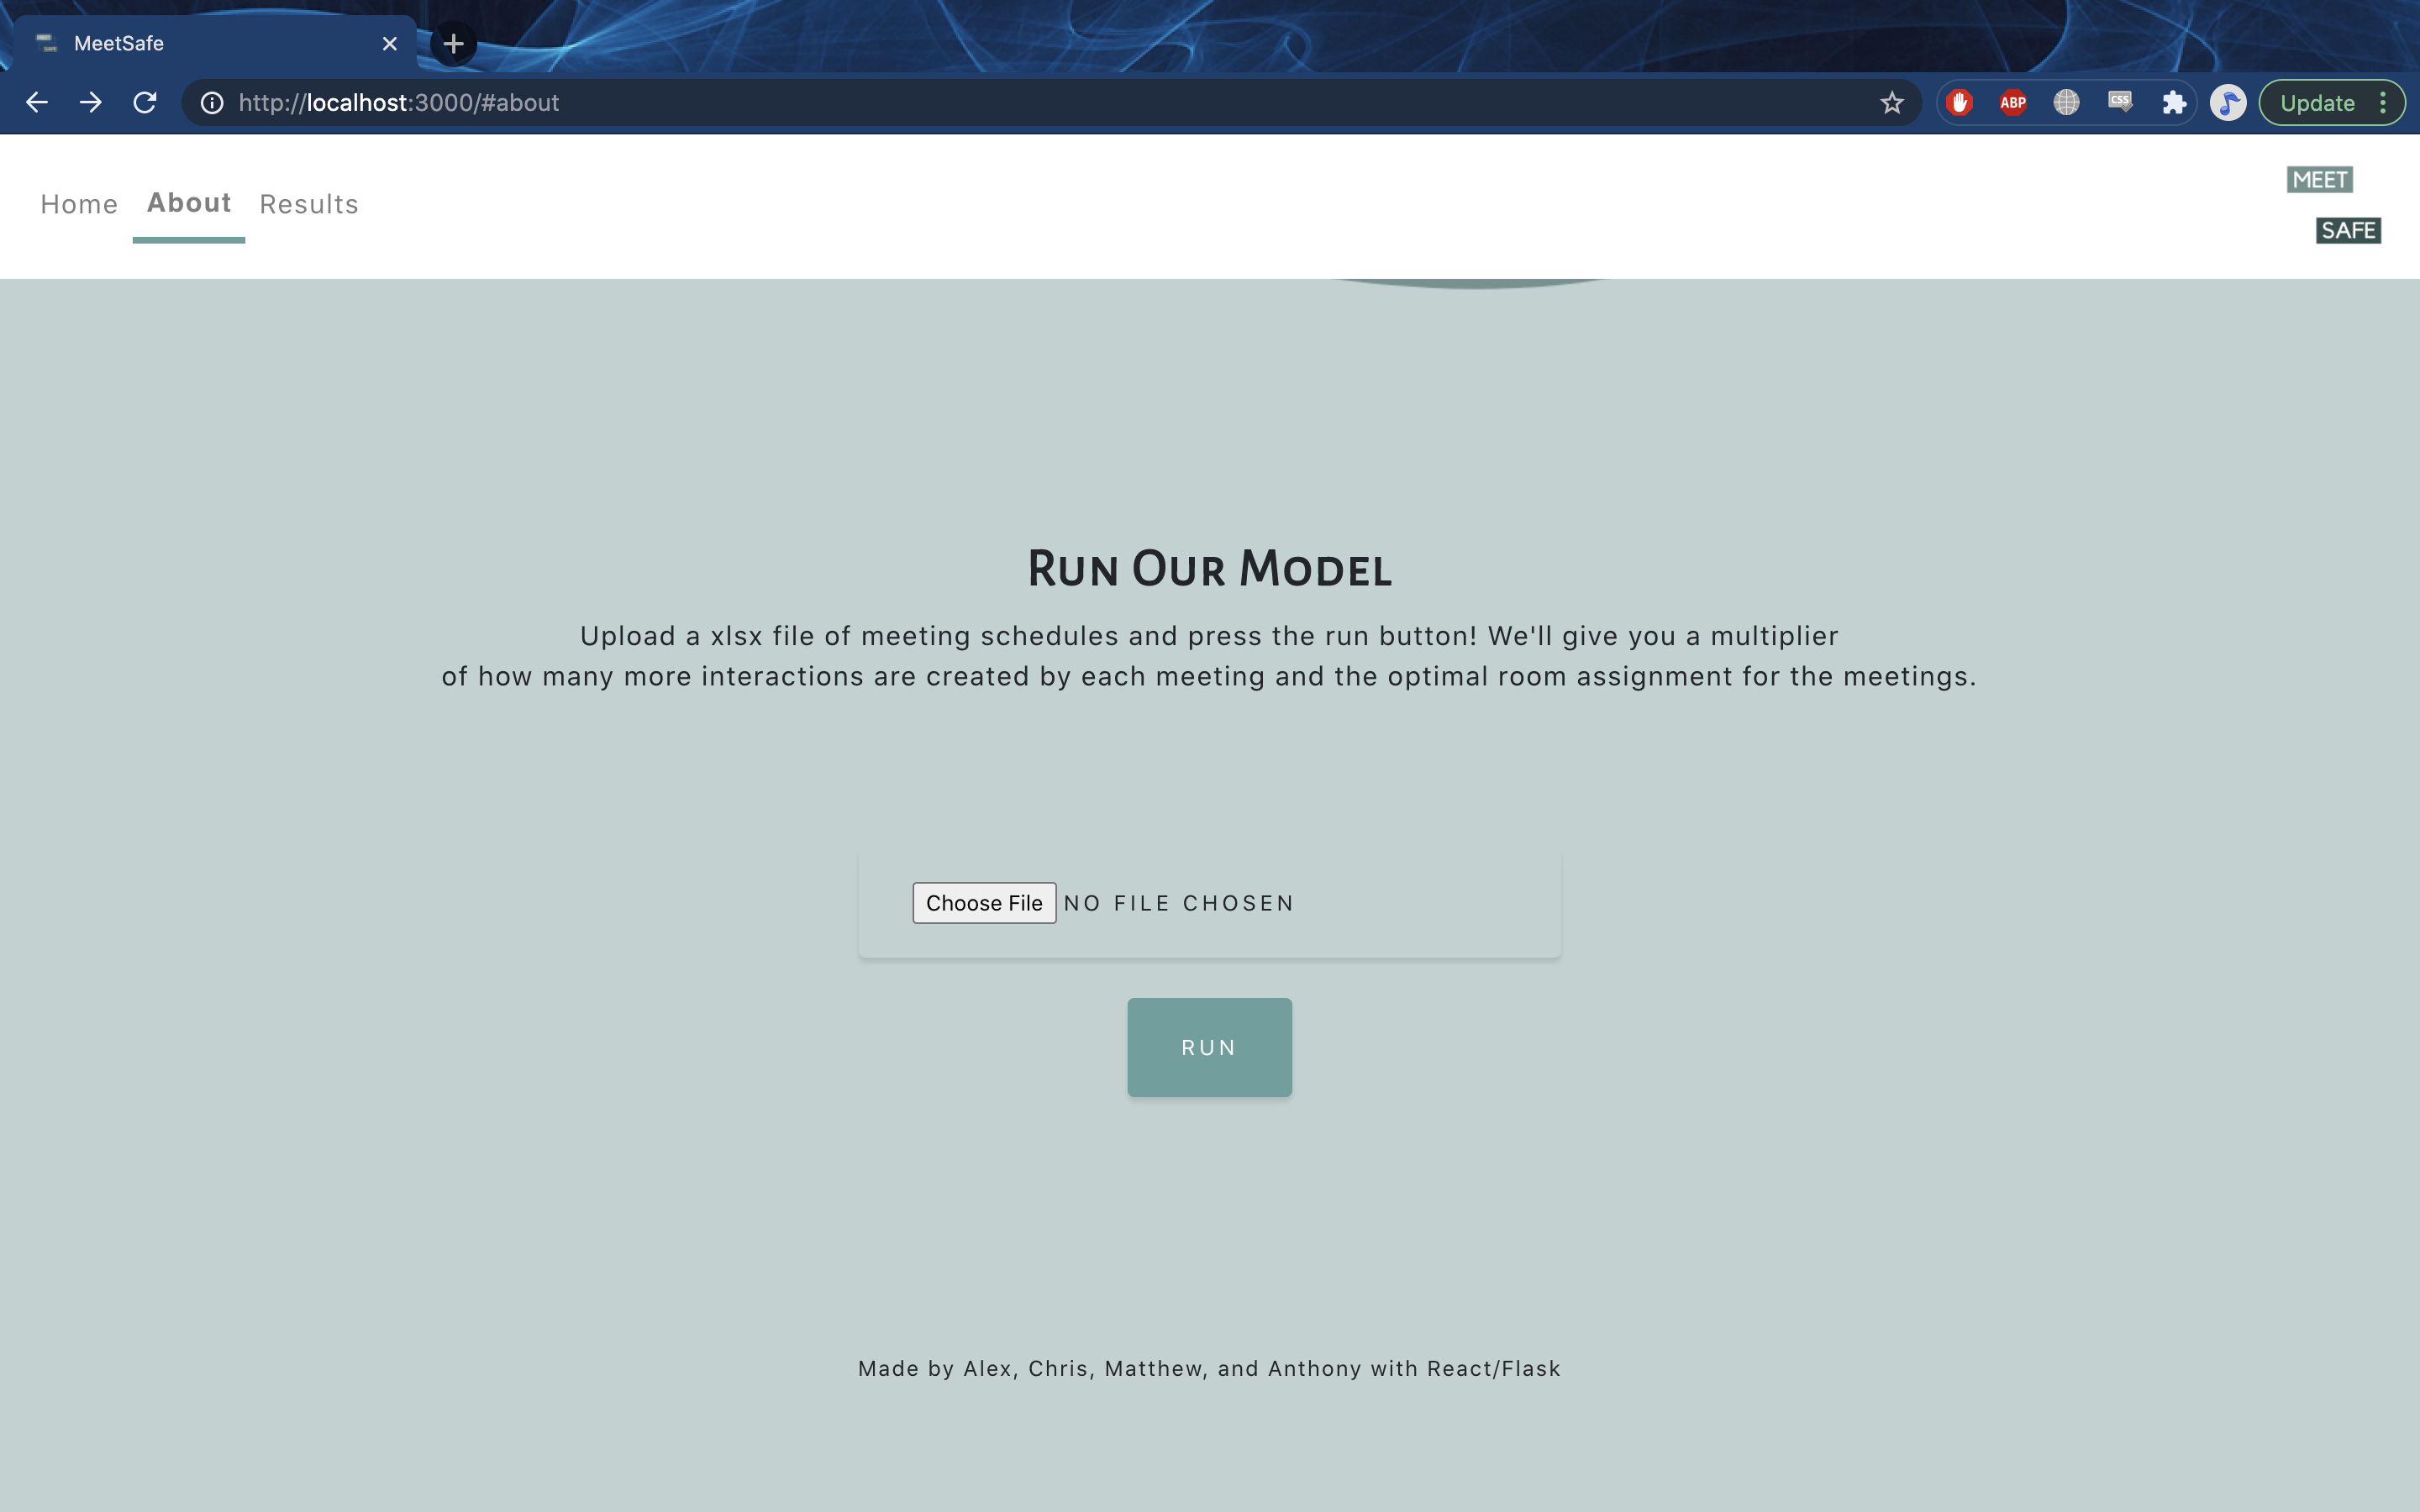 MeetSafe
http://localhost:3000/#about
ABP
CSS
Update
Home
About
Results
MEET
SAFE
Run Our Model
Upload a xlsx file of meeting schedules and press the run button! We'll give you a multiplier
of how many more interactions are created by each meeting and the optimal room assignment for the meetings.
Choose File NO FILE CHOSEN
RUN
Made by Alex, Chris, Matthew, and Anthony with React/Flask